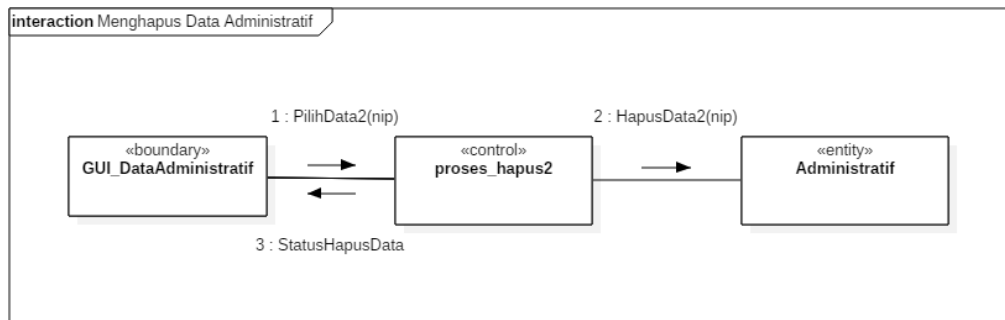 interaction Menghapus Data Administratif
1 : PilihData2(nip)
2 : HapusData2(nip)
«boundary»
GUI_DataAdministratif
«control»
proses_hapus2
«entity»
Administratif
3 : StatusHapusData